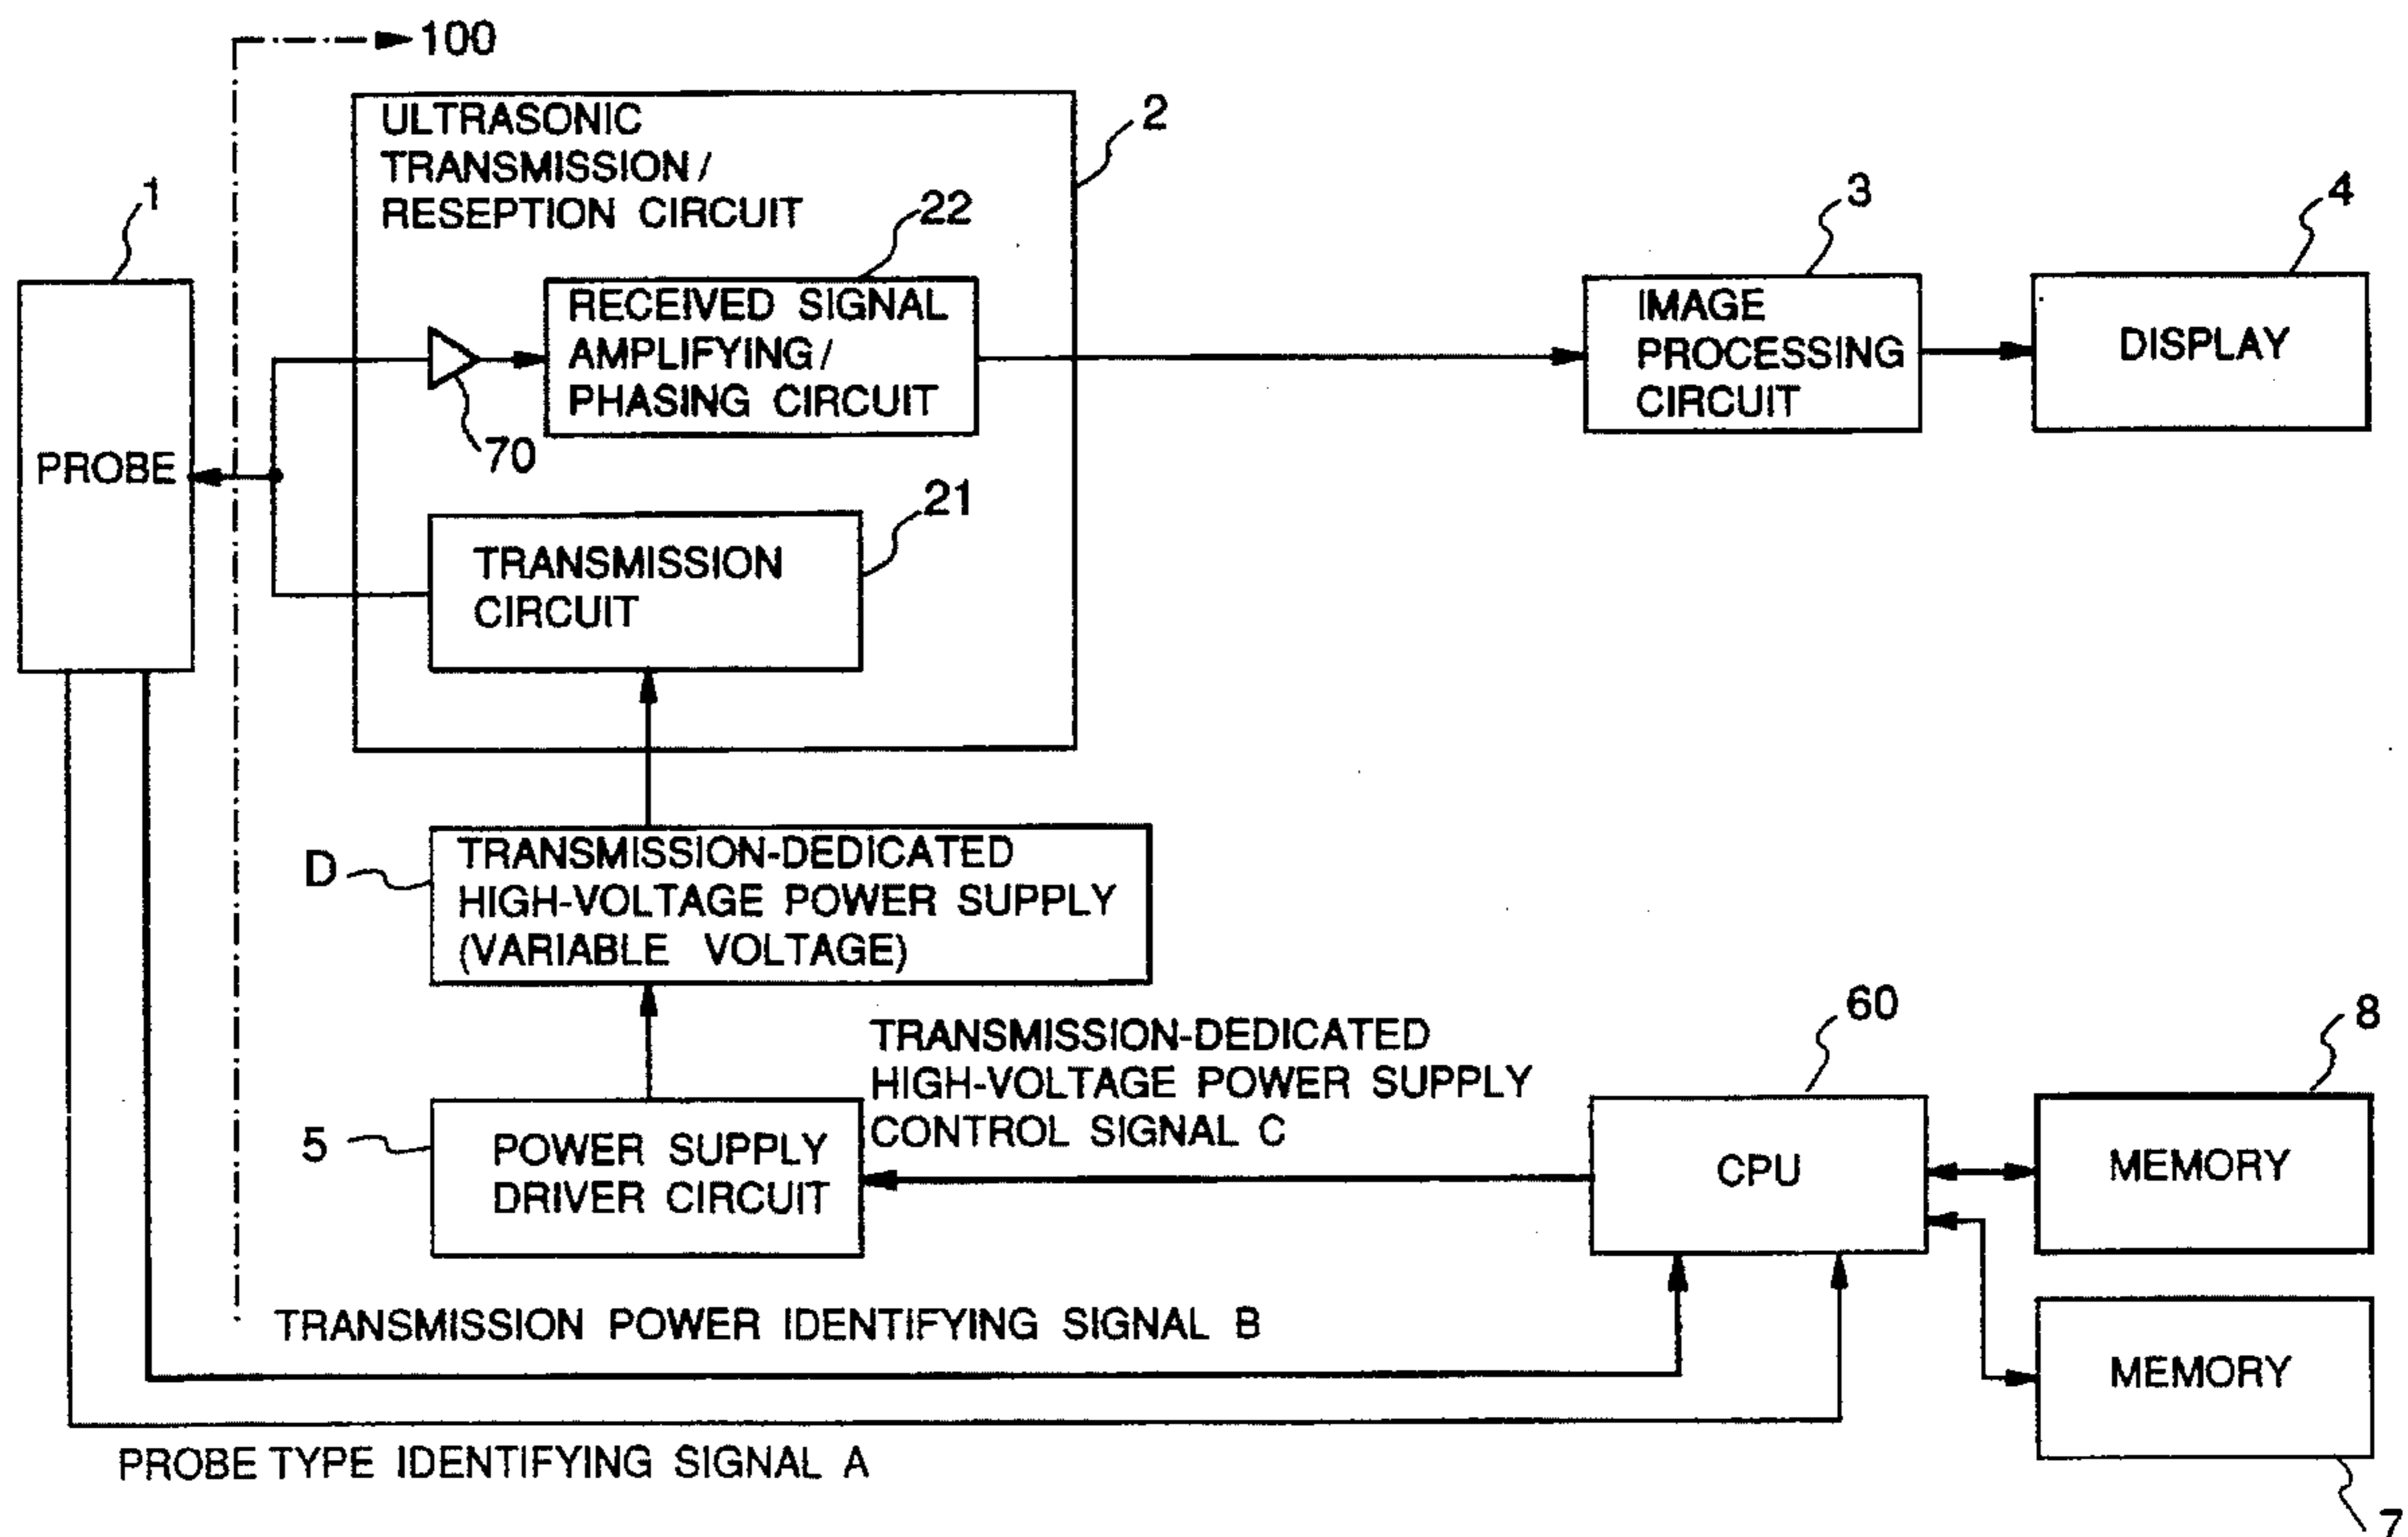 100
ULTRASONIC
TRANSMISSION/
RESEPTION CIRCUIT
2
1
22
3
4
PROBE
RECEIVED SIGNAL
AMPLIFYING/
PHASING CIRCUIT
70
IMAGE
PROCESSING
CIRCUIT
DISPLAY
21
TRANSMISSION
CIRCUIT
D
TRANSMISSION-DEDICATED
HIGH-VOLTAGE POWER SUPPLY
(VARIABLE VOLTAGE)
TRANSMISSION-DEDICATED
HIGH-VOLTAGE POWER SUPPLY
CONTROL SIGNAL C
60
8
5
POWER SUPPLY
DRIVER CIRCUIT
CPU
MEMORY
TRANSMISSION POWER IDENTIFYING SIGNAL B
MEMORY
PROBE TYPE IDENTIFYING SIGNAL A
7